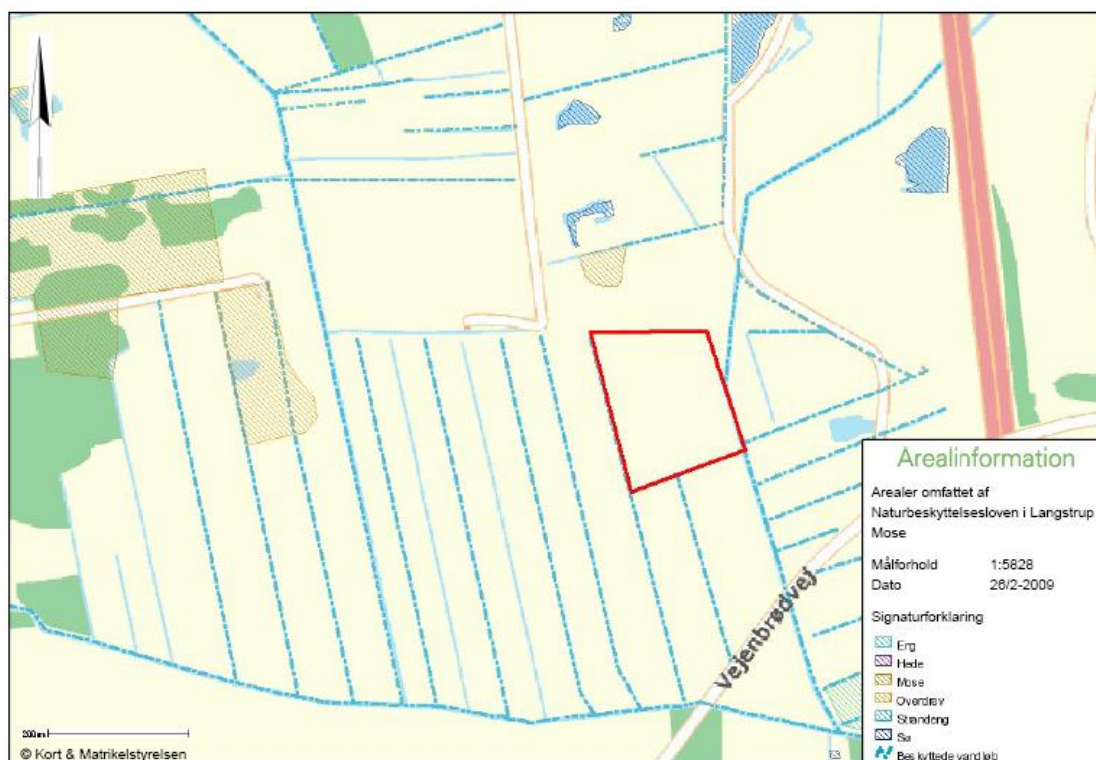 Vejenbrødvej
200 m
© Kort & Matrikelstyrelsen
Arealinformation
Arealer omfattet af
Naturbeskyttelsesloven i Langstrup
Mose
Målforhold 1:5828
Dato 26/2-2009
Signaturforklaring
Eng
Hede
Mose
Overdrev
Strandeng
Sø
Beskyttede vandløb